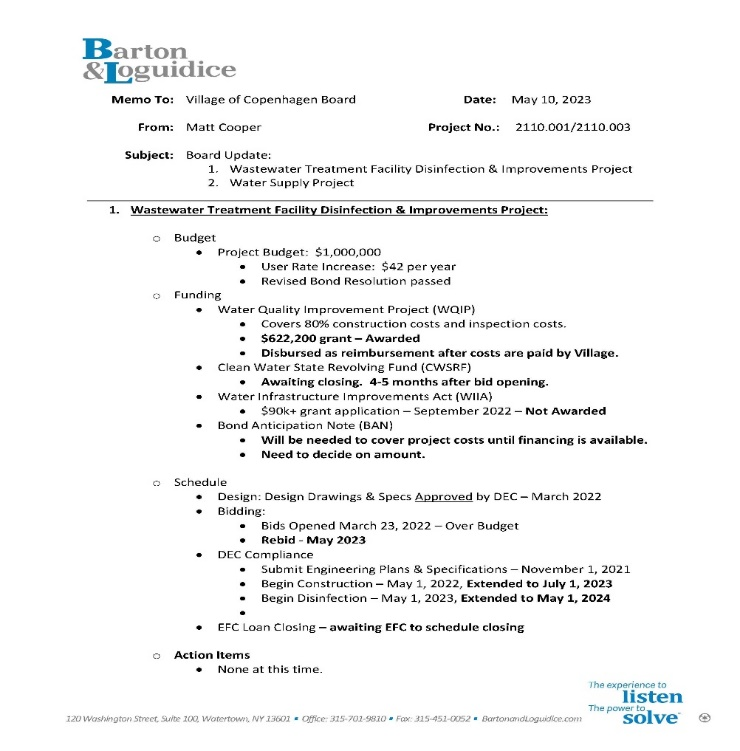 Barton
& Loguidice
Memo To: Village of Copenhagen Board Date: May 10, 2023
From: Matt Cooper Project No.: 2110.001/2110.003
Subject: Board Update:
1. Wastewater Treatment Facility Disinfection & Improvements Project
2. Water Supply Project
1. Wastewater Treatment Facility Disinfection & Improvements Project:
○ Budget
• Project Budget: $1,000,000
• User Rate Increase: $42 per year
• Revised Bond Resolution passed
○ Funding
• Water Quality Improvement Project (WQIP)
• Covers 80% construction costs and inspection costs.
• $622,200 grant – Awarded
• Disbursed as reimbursement after costs are paid by Village.
• Clean Water State Revolving Fund (CWSRF)
• Awaiting closing. 4-5 months after bid opening.
• Water Infrastructure Improvements Act (WIIA)
• $90k+ grant application – September 2022 – Not Awarded
• Bond Anticipation Note (BAN)
• Will be needed to cover project costs until financing is available.
• Need to decide on amount.
○ Schedule
• Design: Design Drawings & Specs Approved by DEC – March 2022
• Bidding:
• Bids Opened March 23, 2022 – Over Budget
• Rebid - May 2023
• DEC Compliance
• Submit Engineering Plans & Specifications – November 1, 2021
• Begin Construction – May 1, 2022, Extended to July 1, 2023
• Begin Disinfection – May 1, 2023, Extended to May 1, 2024
•
• EFC Loan Closing – awaiting EFC to schedule closing
○ Action Items
• None at this time.
The experience to
listen
The power to
solve
120 Washington Street, Suite 100, Watertown, NY 13601 • Office: 315-701-9810 • Fax: 315-451-0052 • BartonandLoguidice.com